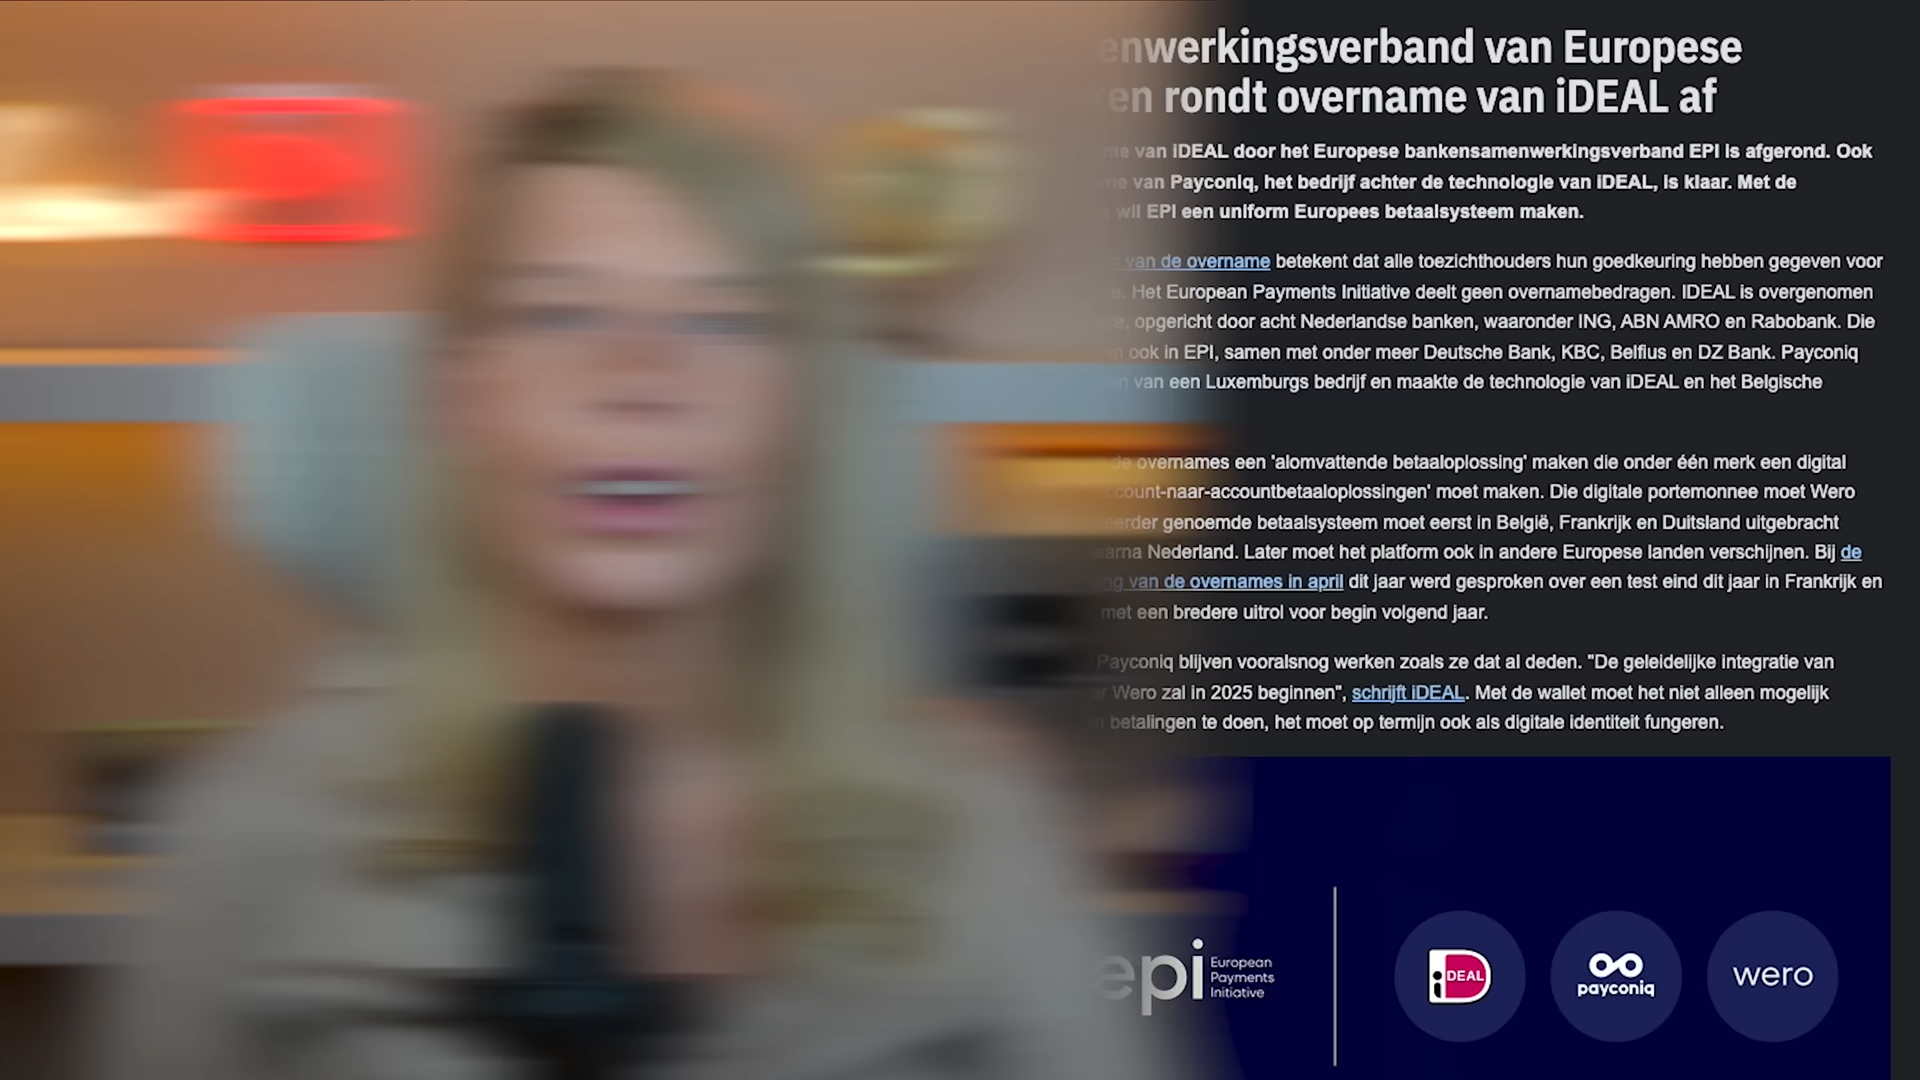 enwerkingsverband van Europese
en rondt overname van iDEAL af
me van iDEAL door het Europese bankensamenwerkingsverband EPI is afgerond. Ook
me van Payconiq, het bedrijf achter de technologie van iDEAL, is klaar. Met de
wil EPI een uniform Europees betaalsysteem maken.
van de overname betekent dat alle toezichthouders hun goedkeuring hebben gegeven voor
Het European Payments Initiative deelt geen overnamebedragen. IDEAL is overgenomen
opgericht door acht Nederlandse banken, waaronder ING, ABN AMRO en Rabobank. Die
ook in EPI, samen met onder meer Deutsche Bank, KBC, Belfius en DZ Bank. Payconiq
van een Luxemburgs bedrijf en maakte de technologie van iDEAL en het Belgische
de overnames een 'alomvattende betaaloplossing' maken die onder één merk een digital
count-naar-accountbetaaloplossingen' moet maken. Die digitale portemonnee moet Wero
eerder genoemde betaalsysteem moet eerst in België, Frankrijk en Duitsland uitgebracht
arna Nederland. Later moet het platform ook in andere Europese landen verschijnen. Bij de
ng van de overnames in april dit jaar werd gesproken over een test eind dit jaar in Frankrijk en
met een bredere uitrol voor begin volgend jaar.
Payconiq blijven vooralsnog werken zoals ze dat al deden. "De geleidelijke integratie van
Wero zal in 2025 beginnen", schrijft iDEAL. Met de wallet moet het niet alleen mogelijk
betalingen te doen, het moet op termijn ook als digitale identiteit fungeren.
epi European
Payments
Initiative
iDEAL
payconiq
wero